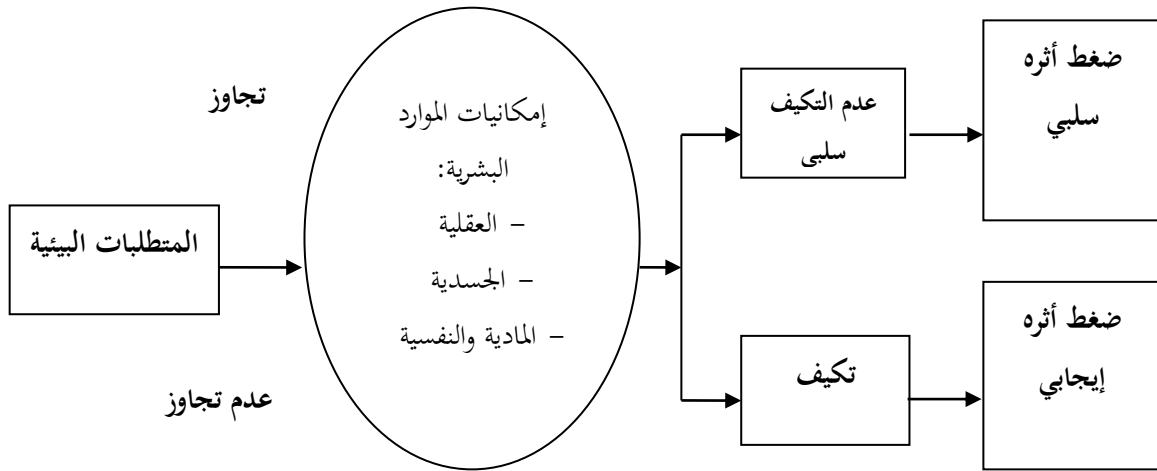 المتطلبات البيئية
تجاوز
عدم تجاوز
إمكانيات الموارد
البشرية:
– العقلية
– الجسدية
– المادية والنفسية
عدم التكيف
سلبى
تكيف
ضغط أثره
سلبي
ضغط أثره
إيجابي